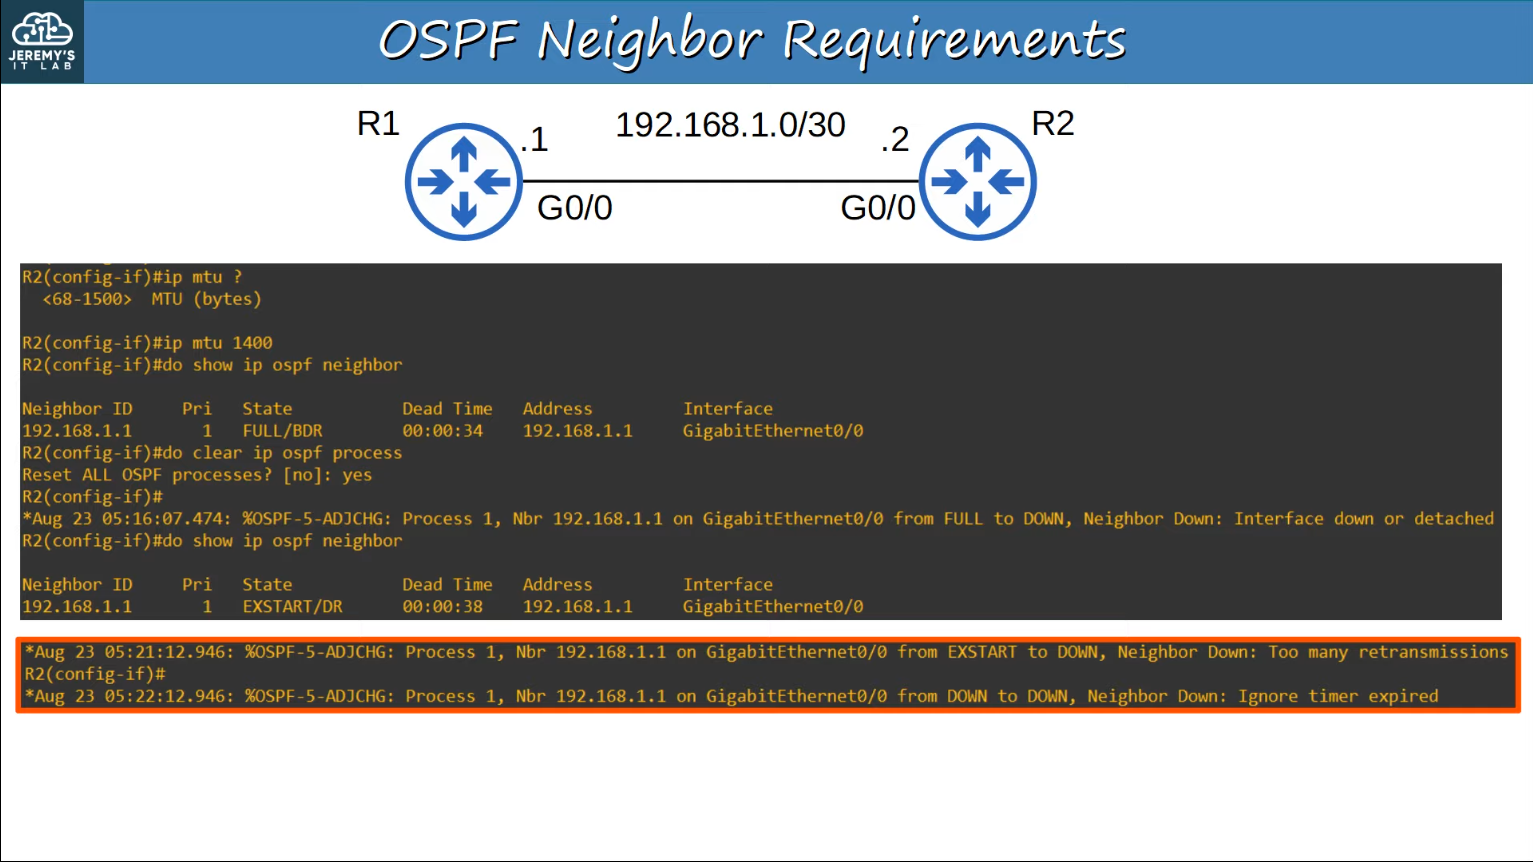 JEREMY'S
IT LAB
OSPF Neighbor Requirements
R1
.1
192.168.1.0/30
.2
R2
G0/0
G0/0
R2(config-if)#ip mtu ?
<68-1500> MTU (bytes)
R2(config-if)#ip mtu 1400
R2(config-if)#do show ip ospf neighbor
Neighbor ID Pri State Dead Time Address Interface
192.168.1.1 1 FULL/BDR 00:00:34 192.168.1.1 GigabitEthernet0/0
R2(config-if)#do clear ip ospf process
Reset ALL OSPF processes? [no]: yes
R2(config-if)#
*Aug 23 05:16:07.474: %OSPF-5-ADJCHG: Process 1, Nbr 192.168.1.1 on GigabitEthernet0/0 from FULL to DOWN, Neighbor Down: Interface down or detached
R2(config-if)#do show ip ospf neighbor
Neighbor ID Pri State Dead Time Address Interface
192.168.1.1 1 EXSTART/DR 00:00:38 192.168.1.1 GigabitEthernet0/0
*Aug 23 05:21:12.946: %OSPF-5-ADJCHG: Process 1, Nbr 192.168.1.1 on GigabitEthernet0/0 from EXSTART to DOWN, Neighbor Down: Too many retransmissions
R2(config-if)#
*Aug 23 05:22:12.946: %OSPF-5-ADJCHG: Process 1, Nbr 192.168.1.1 on GigabitEthernet0/0 from DOWN to DOWN, Neighbor Down: Ignore timer expired